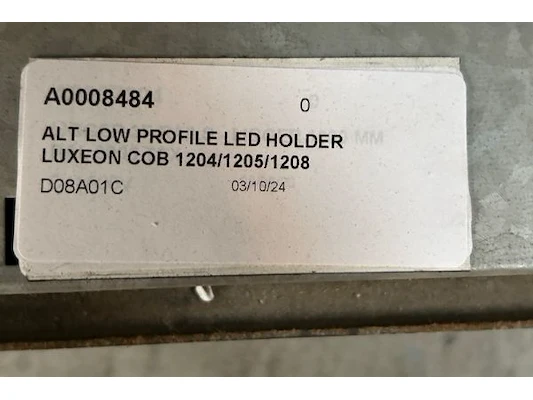 A0008484 0
ALT LOW PROFILE LED HOLDER
LUXEON COB 1204/1205/1208
D08A01C 03/10/24